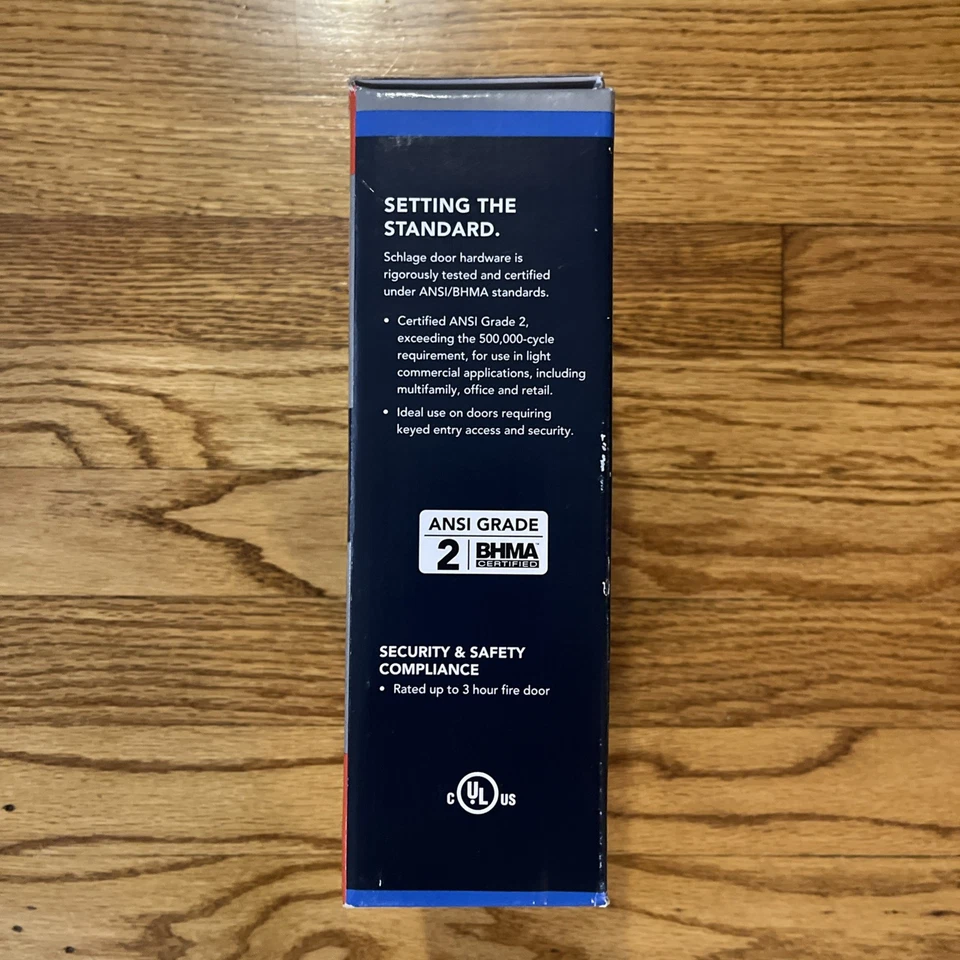 SETTING THE
STANDARD.
Schlage door hardware is
rigorously tested and certified
under ANSI/BHMA standards.
• Certified ANSI Grade 2,
exceeding the 500,000-cycle
requirement, for use in light
commercial applications, including
multifamily, office and retail.
• Ideal use on doors requiring
keyed entry access and security.
ANSI GRADE
2 BHMA™
CERTIFIED
SECURITY & SAFETY
COMPLIANCE
• Rated up to 3 hour fire door
C UL US